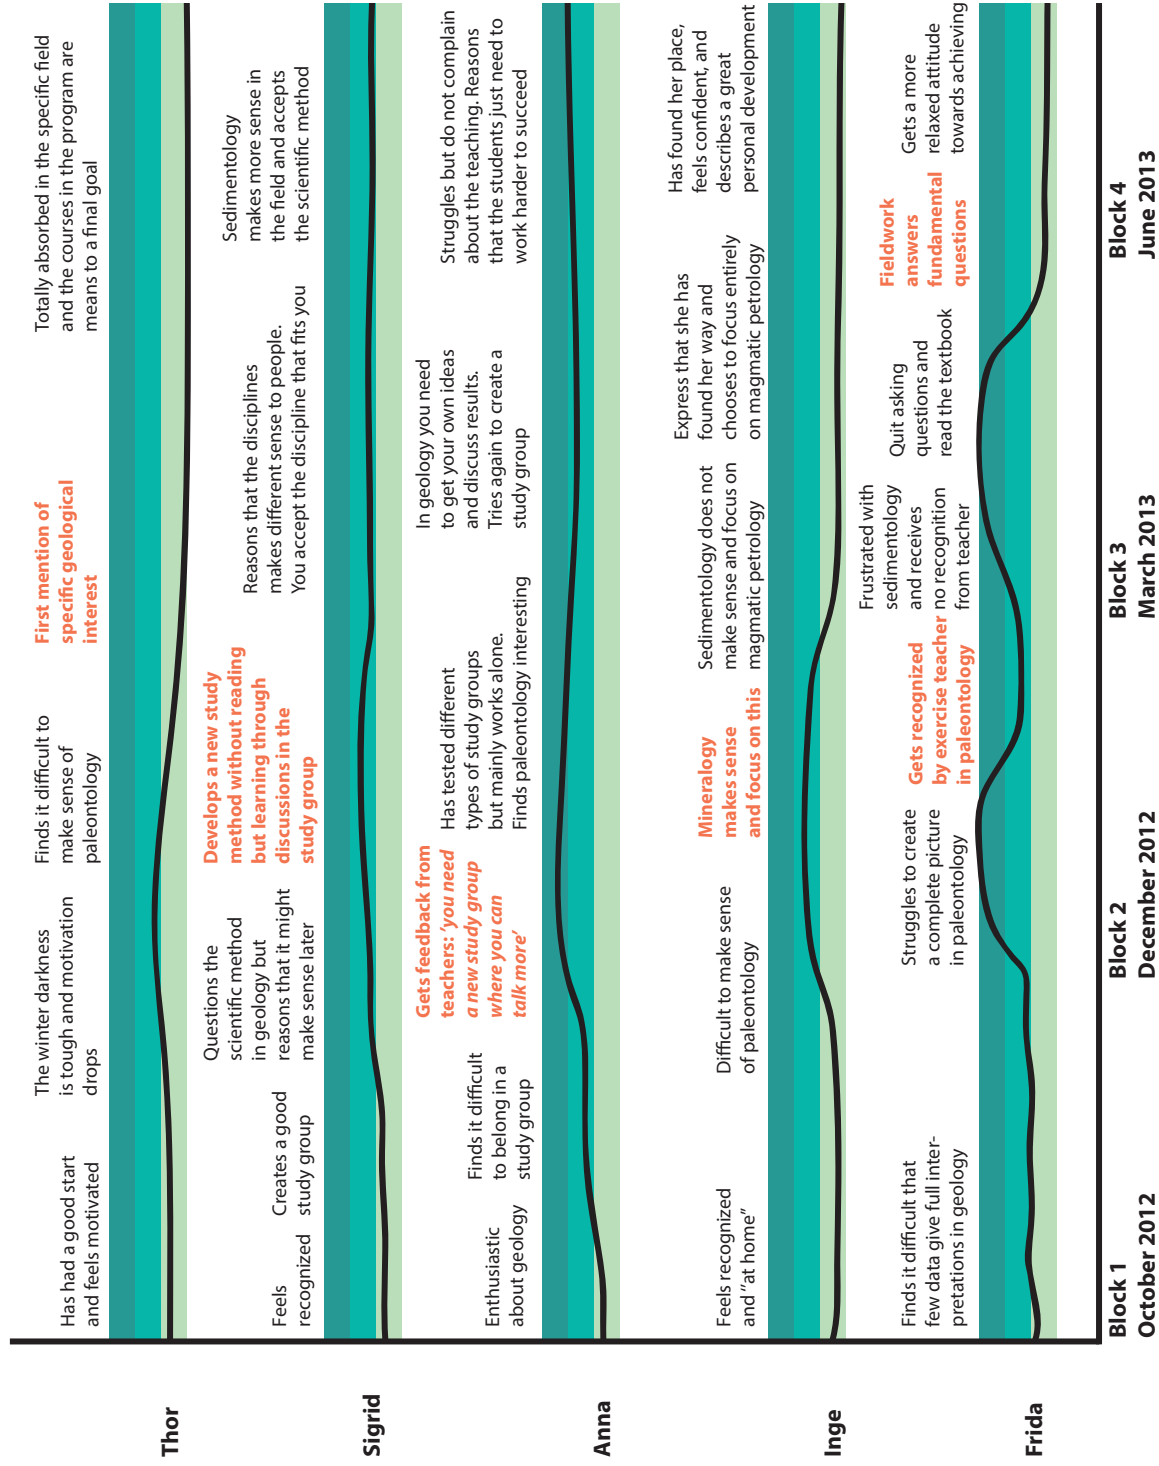 Thor
Has had a good start
and feels motivated
The winter darkness
is tough and motivation
drops
Finds it difficult to
make sense of
paleontology
First mention of
specific geological
interest
Totally absorbed in the specific field
and the courses in the program are
means to a final goal
Sigrid
Feels
recognized
Creates a good
study group
Questions the
scientific method
in geology but
reasons that it might
make sense later
Develops a new study
method without reading
but learning through
discussions in the
study group
Reasons that the disciplines
makes different sense to people.
You accept the discipline that fits you
Sedimentology
makes more sense in
the field and accepts
the scientific method
Anna
Enthusiastic
about geology
Finds it difficult
to belong in a
study group
Gets feedback from
teachers: ‘you need
a new study group
where you can
talk more’
Has tested different
types of study groups
but mainly works alone.
Finds paleontology interesting
In geology you need
to get your own ideas
and discuss results.
Tries again to create a
study group
Struggles but do not complain
about the teaching. Reasons
that the students just need to
work harder to succeed
Inge
Feels recognized
and “at home”
Difficult to make sense
of paleontology
Mineralogy
makes sense
and focus on this
Sedimentology does not
make sense and focus on
magmatic petrology
Express that she has
found her way and
chooses to focus entirely
on magmatic petrology
Has found her place,
feels confident, and
describes a great
personal development
Frida
Finds it difficult that
few data give full inter-
pretations in geology
Struggles to create
a complete picture
in paleontology
Gets recognized
by exercise teacher
in paleontology
Frustrated with
sedimentology
and receives
no recognition
from teacher
Quit asking
questions and
read the textbook
Fieldwork
answers
fundamental
questions
Gets a more
relaxed attitude
towards achieving
Block 1
October 2012
Block 2
December 2012
Block 3
March 2013
Block 4
June 2013